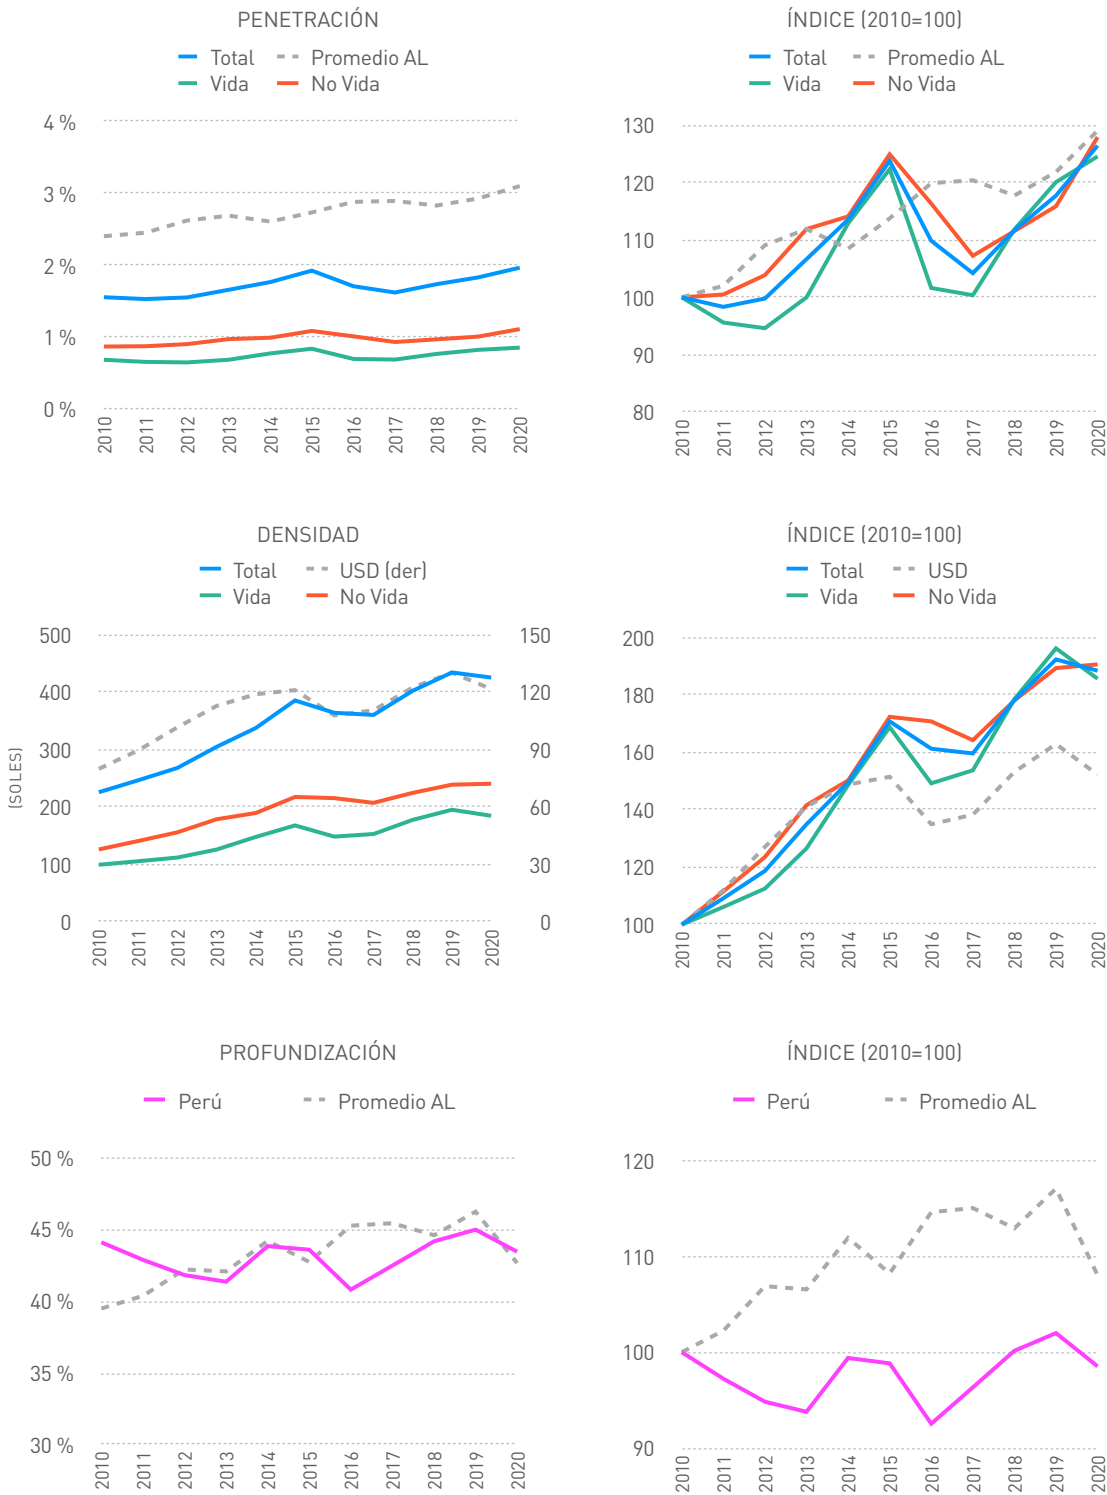 PENETRACIÓN
Total Promedio AL
Vida No Vida
4 %
3 %
2 %
1 %
0 %
2010 2011 2012 2013 2014 2015 2016 2017 2018 2019 2020
ÍNDICE (2010=100)
Total Promedio AL
Vida No Vida
130
120
110
100
90
80
2010 2011 2012 2013 2014 2015 2016 2017 2018 2019 2020
DENSIDAD
Total USD (der)
Vida No Vida
(SOLES)
500 150
400 120
300 90
200 60
100 30
0 0
2010 2011 2012 2013 2014 2015 2016 2017 2018 2019 2020
ÍNDICE (2010=100)
Total USD
Vida No Vida
200
180
160
140
120
100
2010 2011 2012 2013 2014 2015 2016 2017 2018 2019 2020
PROFUNDIZACIÓN
Perú Promedio AL
50 %
45 %
40 %
35 %
30 %
2010 2011 2012 2013 2014 2015 2016 2017 2018 2019 2020
ÍNDICE (2010=100)
Perú Promedio AL
120
110
100
90
2010 2011 2012 2013 2014 2015 2016 2017 2018 2019 2020